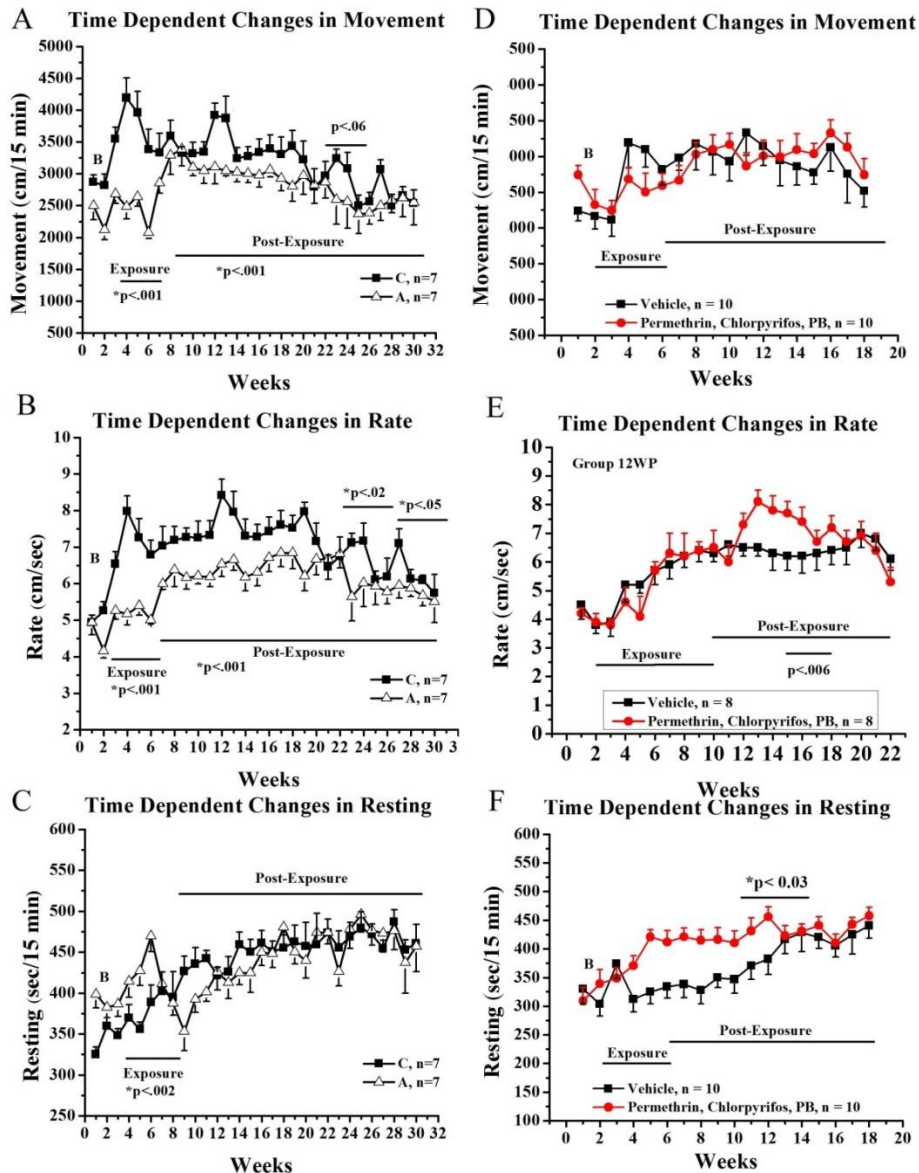 A
Time Dependent Changes in Movement
Movement (cm/15 min)
5000
4500
4000
3500
3000
2500
2000
1500
1000
500
B
p<.06
Post-Exposure
Exposure
*p<.001
*p<.001
C, n=7
A, n=7
0 2 4 6 8 10 12 14 16 18 20 22 24 26 28 30 32
Weeks
B
Time Dependent Changes in Rate
Rate (cm/sec)
10
9
8
7
6
5
4
3
2
B
*p<.02
*p<.05
Post-Exposure
Exposure
*p<.001
*p<.001
C, n=7
A, n=7
0 2 4 6 8 10 12 14 16 18 20 22 24 26 28 30 3
Weeks
C
Time Dependent Changes in Resting
Resting (sec/15 min)
600
550
500
450
400
350
300
250
Post-Exposure
B
Exposure
*p<.002
C, n=7
A, n=7
0 2 4 6 8 10 12 14 16 18 20 22 24 26 28 30 32
Weeks
D
Time Dependent Changes in Movement
Movement (cm/15 min)
500
000
500
000
500
000
500
000
500
B
Post-Exposure
Exposure
Vehicle, n = 10
Permethrin, Chlorpyrifos, PB, n = 10
0 2 4 6 8 10 12 14 16 18 20
Weeks
E
Time Dependent Changes in Rate
Rate (cm/sec)
10
9
8
7
6
5
4
3
2
1
0
Group 12WP
Post-Exposure
Exposure
p<.006
Vehicle, n = 8
Permethrin, Chlorpyrifos, PB, n = 8
0 2 4 6 8 10 12 14 16 18 20 22
Weeks
F
Time Dependent Changes in Resting
Resting (sec/15 min)
600
550
500
450
400
350
300
250
200
150
100
*p< 0.03
B
Post-Exposure
Exposure
Vehicle, n = 10
Permethrin, Chlorpyrifos, PB, n = 10
0 2 4 6 8 10 12 14 16 18 20
Weeks